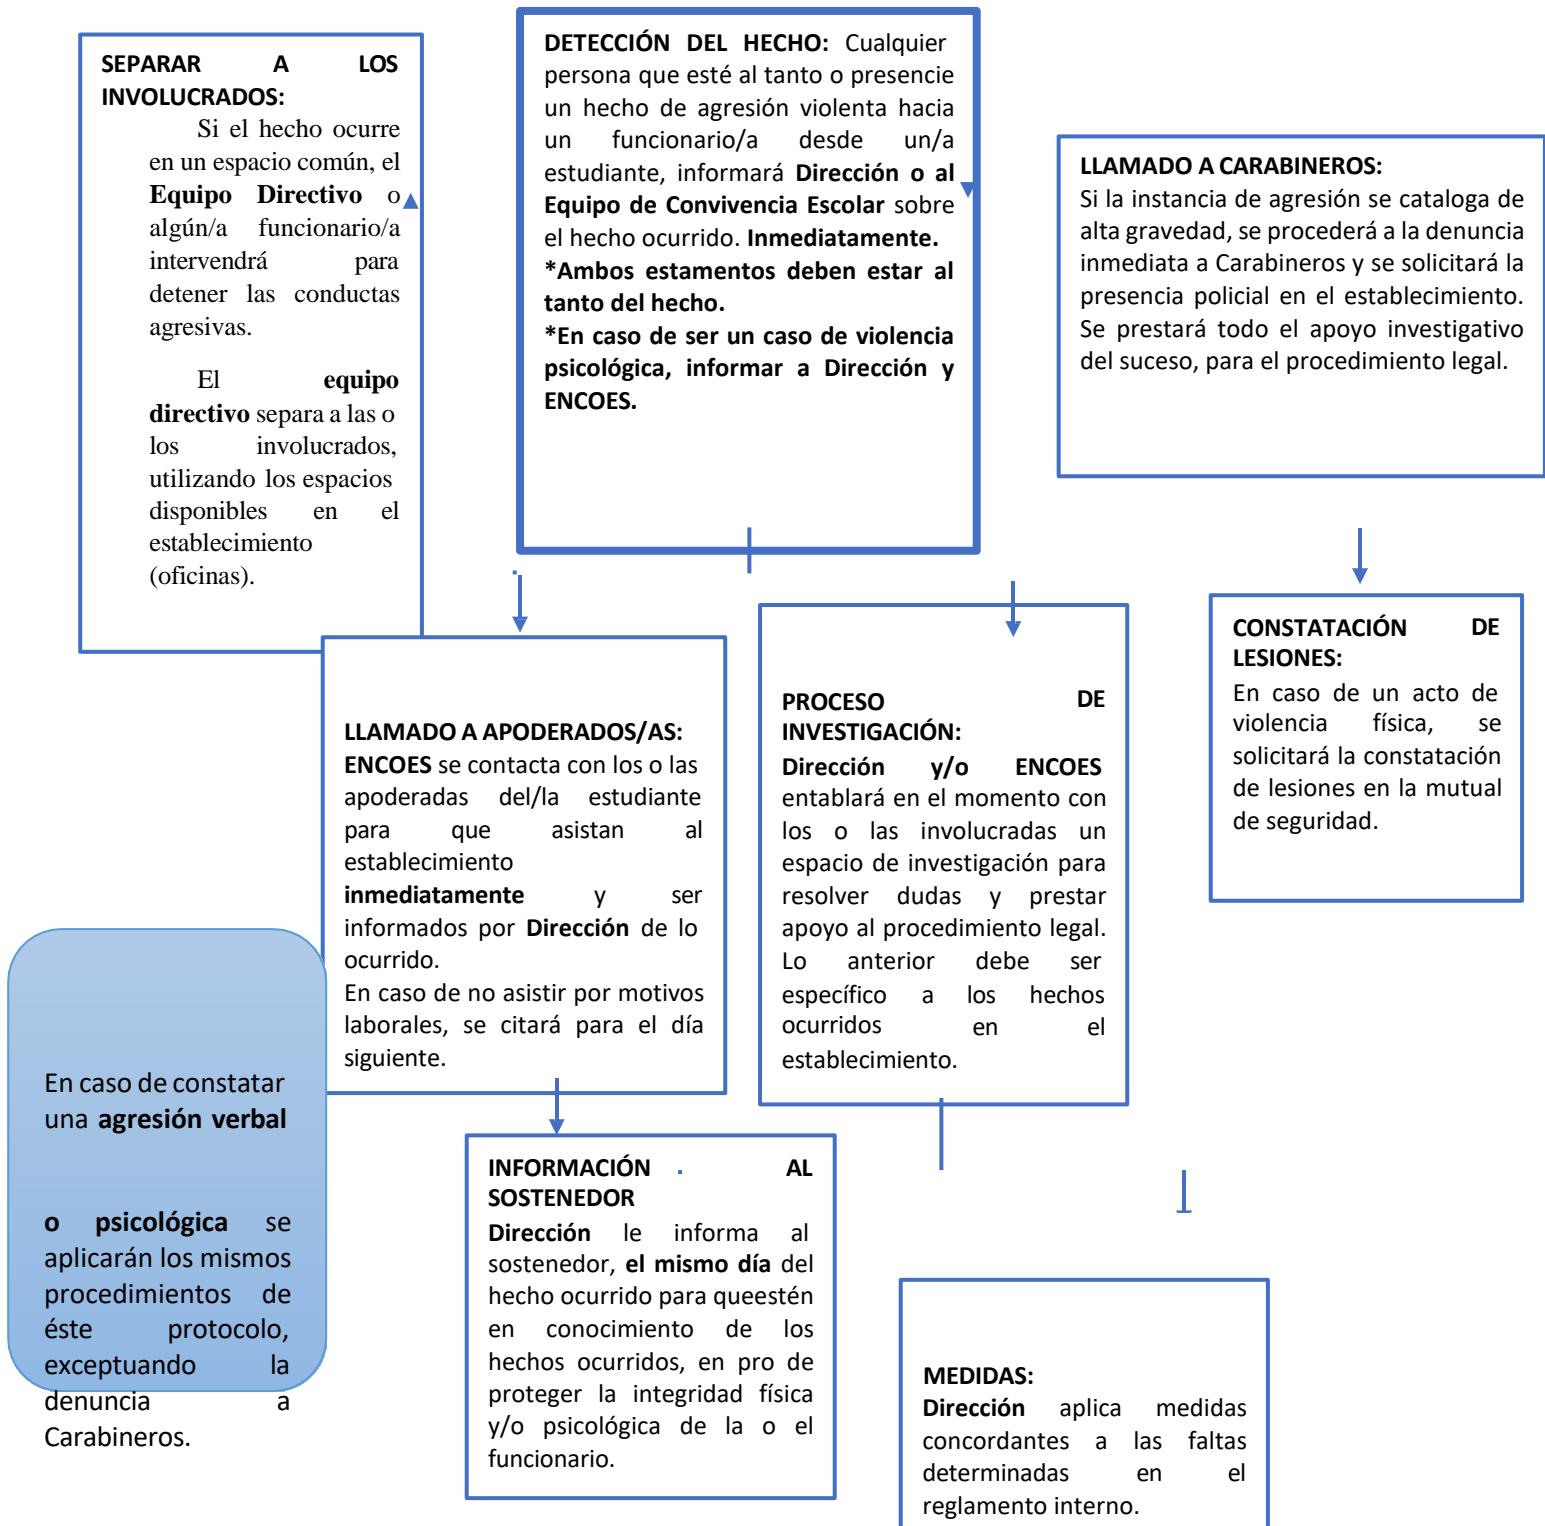 SEPARAR A LOS
INVOLUCRADOS:
Si el hecho ocurre
en un espacio común, el
Equipo Directivo o
algún/a funcionario/a
intervendrá para
detener las conductas
agresivas.
El equipo
directivo separa a las o
los involucrados,
utilizando los espacios
disponibles en el
establecimiento
(oficinas).
DETECCIÓN DEL HECHO: Cualquier
persona que esté al tanto o presencie
un hecho de agresión violenta hacia
un funcionario/a desde un/a
estudiante, informará Dirección o al
Equipo de Convivencia Escolar sobre
el hecho ocurrido. Inmediatamente.
*Ambos estamentos deben estar al
tanto del hecho.
*En caso de ser un caso de violencia
psicológica, informar a Dirección y
ENCOES.
LLAMADO A CARABINEROS:
Si la instancia de agresión se cataloga de
alta gravedad, se procederá a la denuncia
inmediata a Carabineros y se solicitará la
presencia policial en el establecimiento.
Se prestará todo el apoyo investigativo
del suceso, para el procedimiento legal.
LLAMADO A APODERADOS/AS:
ENCOES se contacta con los o las
apoderadas del/la estudiante
para que asistan al
establecimiento
inmediatamente y ser
informados por Dirección de lo
ocurrido.
En caso de no asistir por motivos
laborales, se citará para el día
siguiente.
PROCESO DE
INVESTIGACIÓN:
Dirección y/o ENCOES
entablará en el momento con
los o las involucradas un
espacio de investigación para
resolver dudas y prestar
apoyo al procedimiento legal.
Lo anterior debe ser
específico a los hechos
ocurridos en el
establecimiento.
CONSTATACIÓN DE
LESIONES:
En caso de un acto de
violencia física, se
solicitará la constatación
de lesiones en la mutual
de seguridad.
En caso de constatar
una agresión verbal
o psicológica se
aplicarán los mismos
procedimientos de
éste protocolo,
exceptuando la
denuncia a
Carabineros.
INFORMACIÓN AL
SOSTENEDOR
Dirección le informa al
sostenedor, el mismo día del
hecho ocurrido para queestén
en conocimiento de los
hechos ocurridos, en pro de
proteger la integridad física
y/o psicológica de la o el
funcionario.
MEDIDAS:
Dirección aplica medidas
concordantes a las faltas
determinadas en el
reglamento interno.